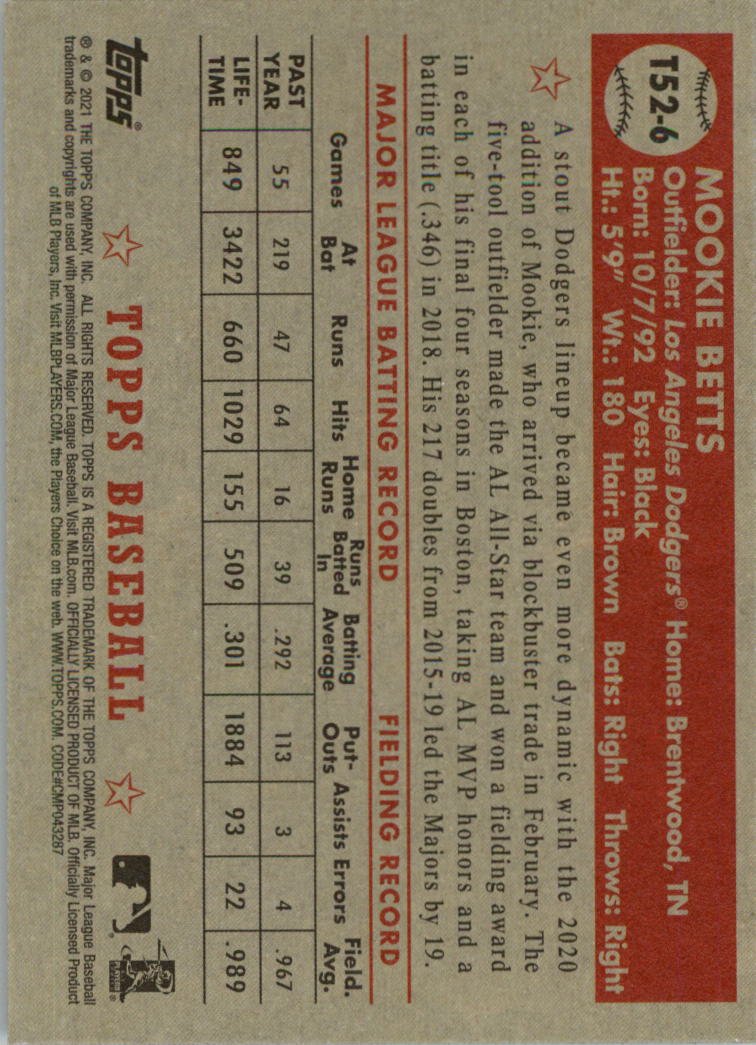 T52-6
MOOKIE BETTS
Outfielder: Los Angeles Dodgers® Home: Brentwood, TN
Born: 10/7/92 Eyes: Black
Ht.: 5'9" Wt.: 180 Hair: Brown Bats: Right Throws: Right
A stout Dodgers lineup became even more dynamic with the 2020
addition of Mookie, who arrived via blockbuster trade in February. The
five-tool outfielder made the AL All-Star team and won a fielding award
in each of his final four seasons in Boston, taking AL MVP honors and a
batting title (.346) in 2018. His 217 doubles from 2015-19 led the Majors by 19.
MAJOR LEAGUE BATTING RECORD FIELDING RECORD
Games At Bat Runs Hits Home Runs Runs Batted In Batting Average Put-Outs Assists Errors Field. Avg.
PAST YEAR 55 219 47 64 16 39 .292 113 3 4 .967
LIFE-TIME 849 3422 660 1029 155 509 .301 1884 93 22 .989
topps® TOPPS BASEBALL
® & © 2021 THE TOPPS COMPANY, INC. ALL RIGHTS RESERVED. TOPPS IS A REGISTERED TRADEMARK OF THE TOPPS COMPANY, INC. Major League Baseball
trademarks and copyrights are used with permission of Major League Baseball. Visit MLB.com. OFFICIALLY LICENSED PRODUCT OF MLB. Officially Licensed Product
of MLB Players, Inc. Visit MLBPLAYERS.COM, the Players Choice on the web. WWW.TOPPS.COM. CODE#CMP043287